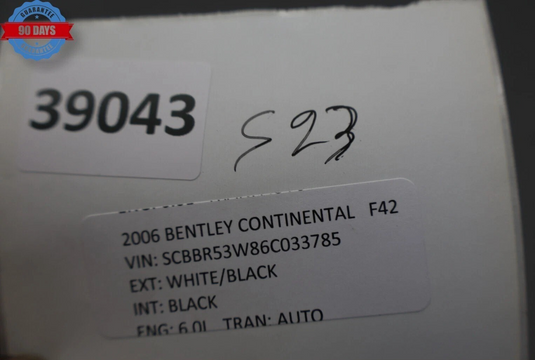 GUARANTEE
90 DAYS
39043
S23
2006 BENTLEY CONTINENTAL F42
VIN: SCBBR53W86C033785
EXT: WHITE/BLACK
INT: BLACK
ENG: 6.0L TRAN: AUTO